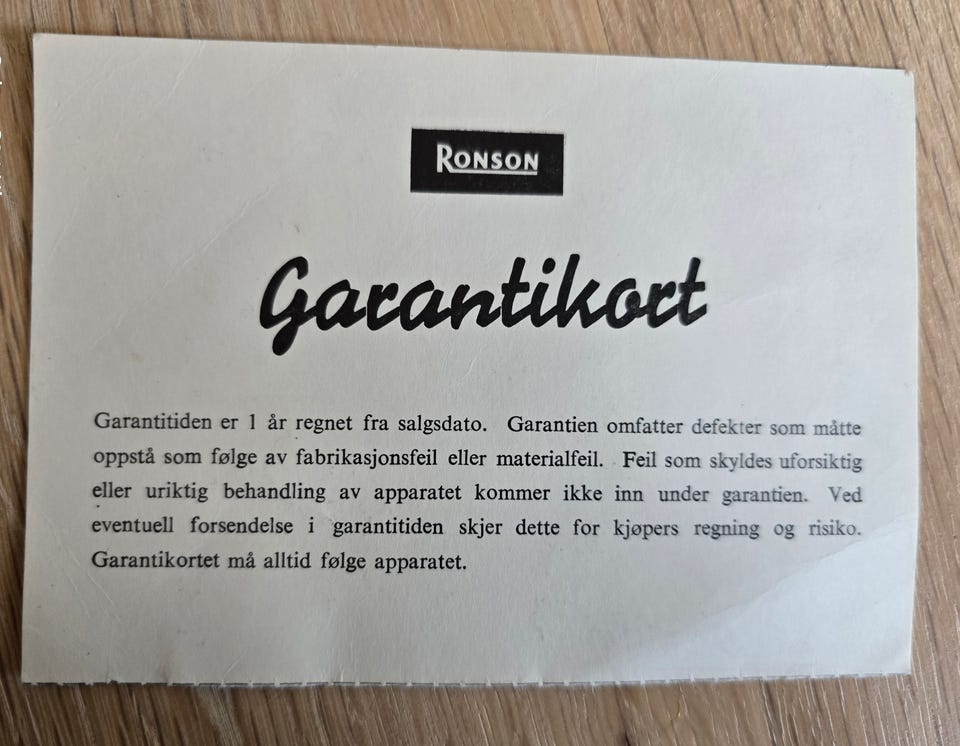 RONSON
Garantikort
Garantitiden er 1 år regnet fra salgsdato. Garantien omfatter defekter som måtte
oppstå som følge av fabrikasjonsfeil eller materialfeil. Feil som skyldes uforsiktig
eller uriktig behandling av apparatet kommer ikke inn under garantien. Ved
eventuell forsendelse i garantitiden skjer dette for kjøpers regning og risiko.
Garantikortet må alltid følge apparatet.